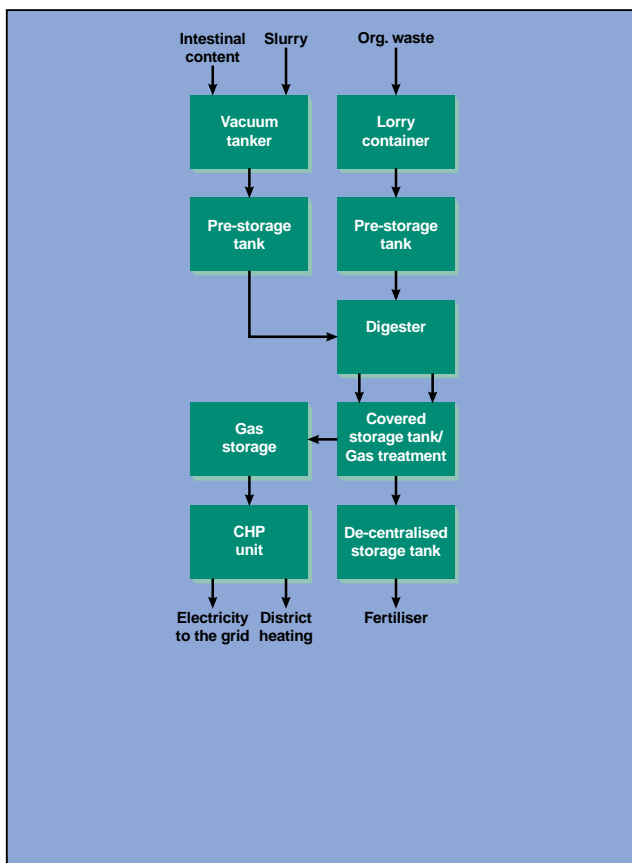 Intestinal
content
Slurry
Org. waste
Vacuum
tanker
Lorry
container
Pre-storage
tank
Pre-storage
tank
Digester
Gas
storage
Covered
storage tank/
Gas treatment
CHP
unit
De-centralised
storage tank
Electricity
to the grid
District
heating
Fertiliser